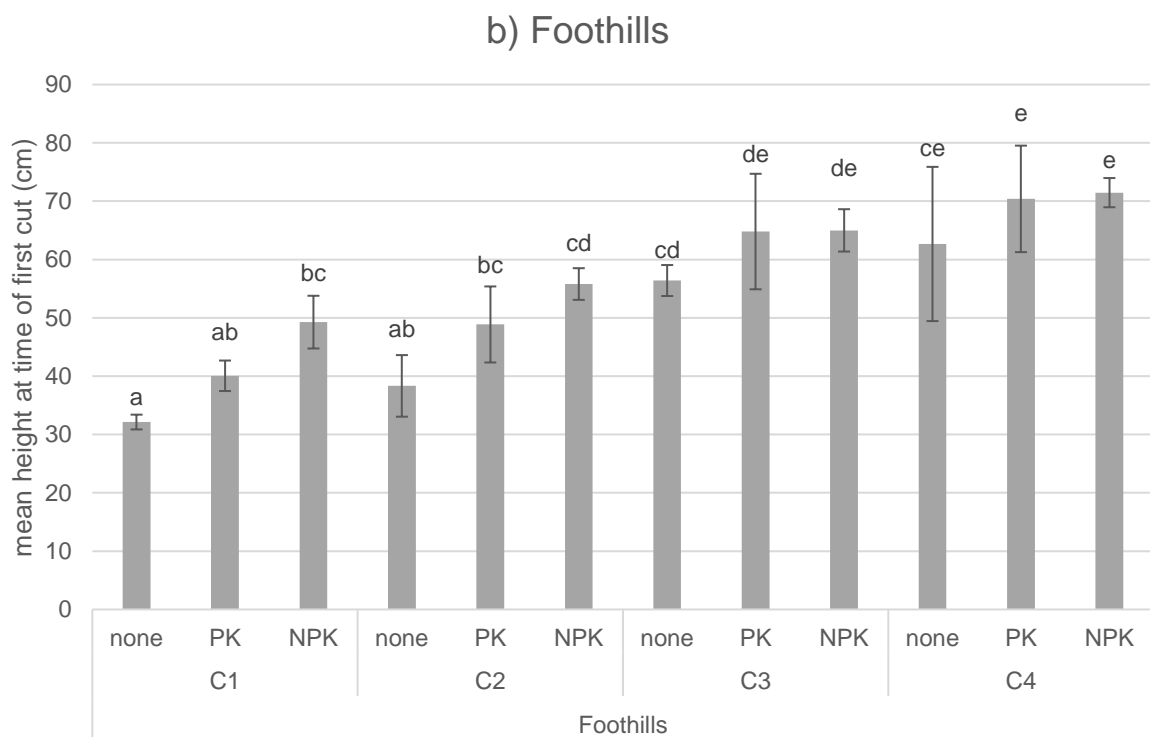 b) Foothills
mean height at time of first cut (cm)
90
80
70
60
50
40
30
20
10
0
a
ab
bc
ab
bc
cd
cd
de
de
ce
e
e
none PK NPK none PK NPK none PK NPK none PK NPK
C1 C2 C3 C4
Foothills